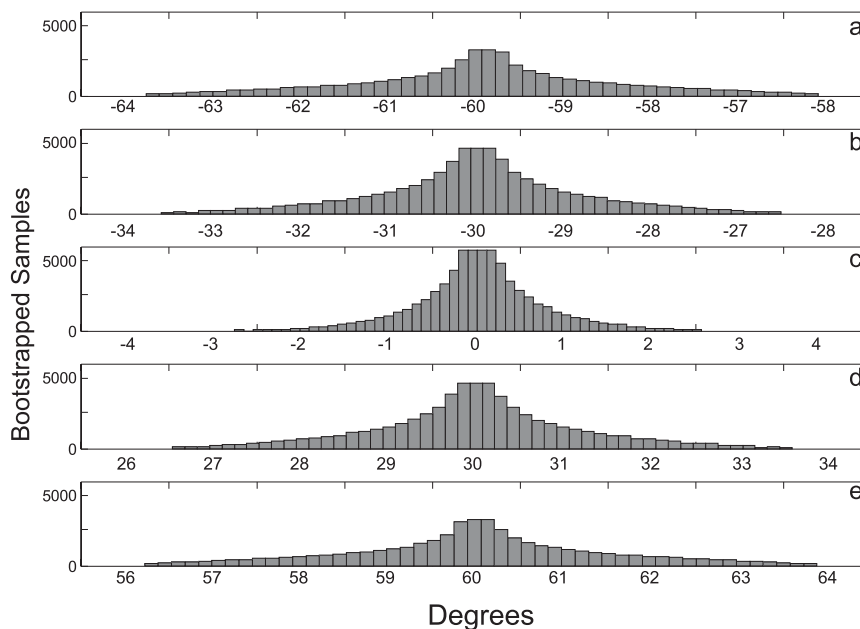 5000
a
0
-64 -63 -62 -61 -60 -59 -58 -57 -58
5000
b
0
-34 -33 -32 -31 -30 -29 -28 -27 -28
5000
c
0
-4 -3 -2 -1 0 1 2 3 4
5000
d
0
26 27 28 29 30 31 32 33 34
5000
e
0
56 57 58 59 60 61 62 63 64
Bootstrapped Samples
Degrees